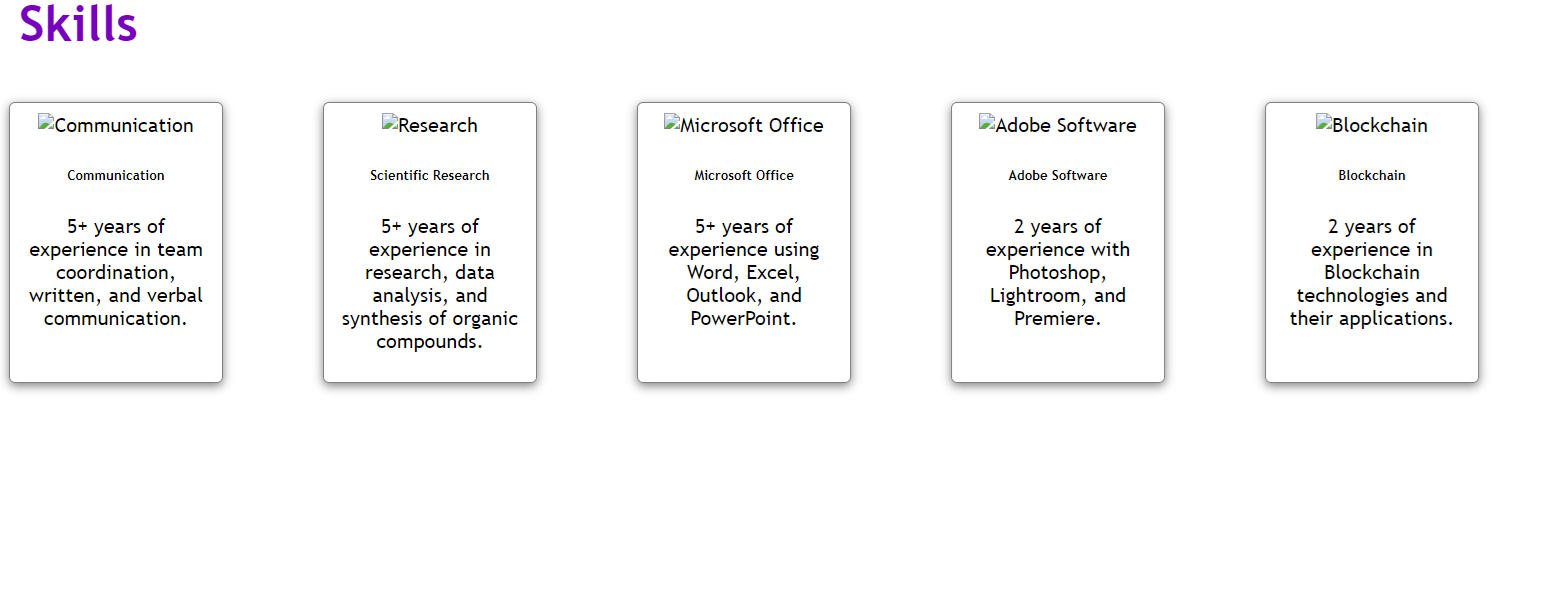 Skills
Communication
Communication
5+ years of
experience in team
coordination,
written, and verbal
communication.
Research
Scientific Research
5+ years of
experience in
research, data
analysis, and
synthesis of organic
compounds.
Microsoft Office
Microsoft Office
5+ years of
experience using
Word, Excel,
Outlook, and
PowerPoint.
Adobe Software
Adobe Software
2 years of
experience with
Photoshop,
Lightroom, and
Premiere.
Blockchain
Blockchain
2 years of
experience in
Blockchain
technologies and
their applications.